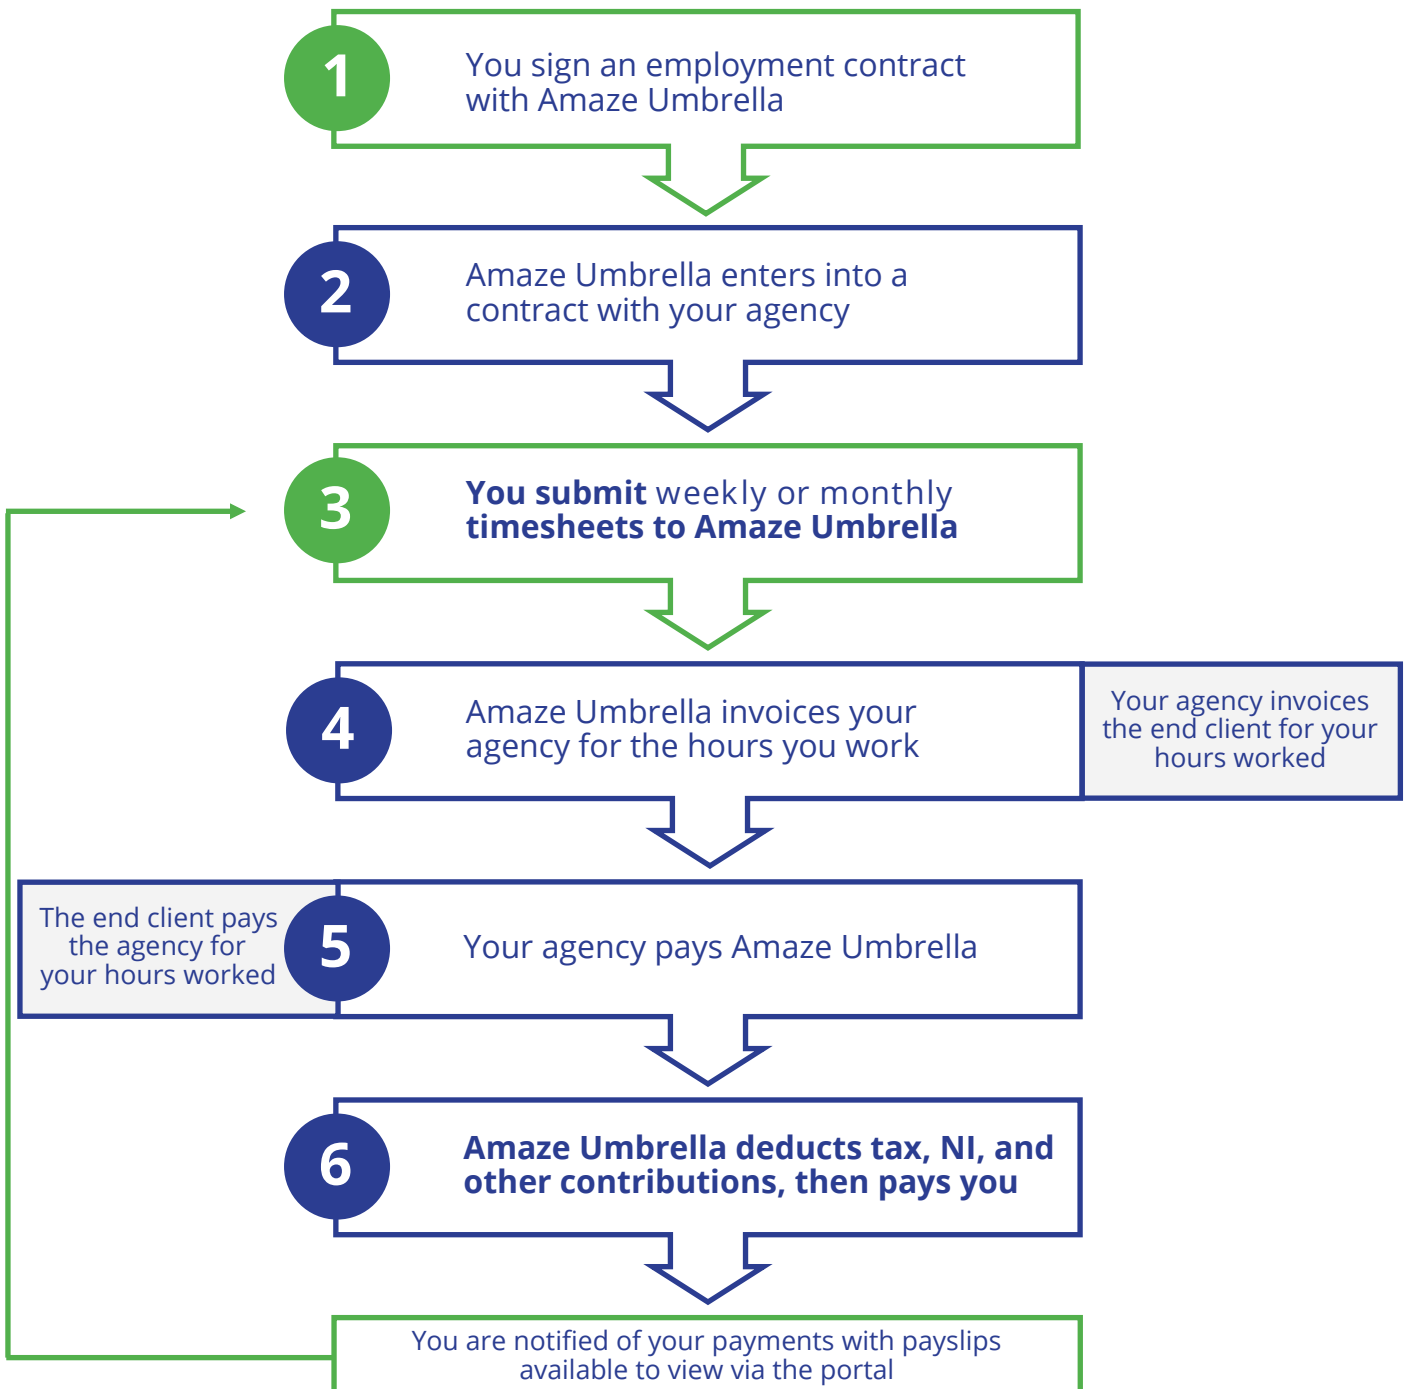 1
You sign an employment contract
with Amaze Umbrella
2
Amaze Umbrella enters into a
contract with your agency
3
You submit weekly or monthly
timesheets to Amaze Umbrella
4
Amaze Umbrella invoices your
agency for the hours you work
Your agency invoices
the end client for your
hours worked
The end client pays
the agency for
your hours worked
5
Your agency pays Amaze Umbrella
6
Amaze Umbrella deducts tax, NI, and
other contributions, then pays you
You are notified of your payments with payslips
available to view via the portal